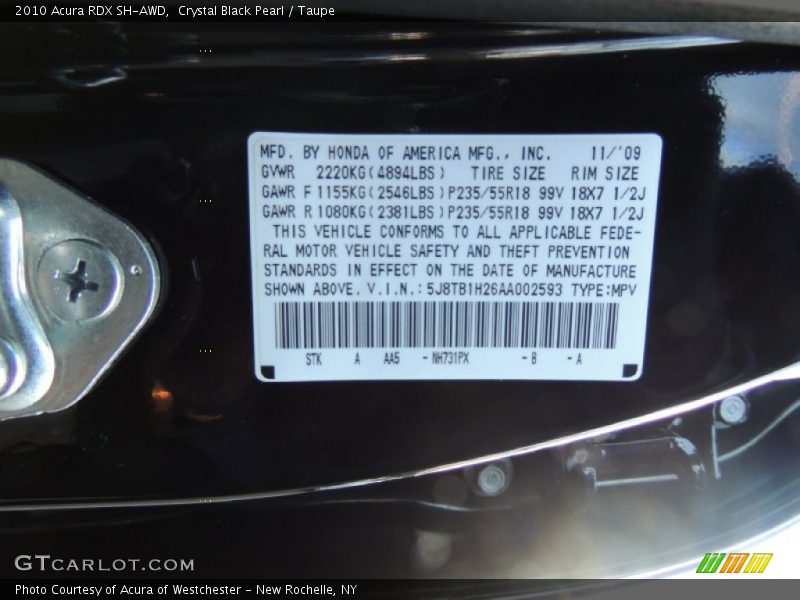 2010 Acura RDX SH-AWD,  Crystal Black Pearl / Taupe
MFD. BY HONDA OF AMERICA MFG., INC. 11/'09
GVWR 2220KG(4894LBS) TIRE SIZE RIM SIZE
GAWR F 1155KG(2546LBS) P235/55R18 99V 18X7 1/2J
GAWR R 1080KG(2381LBS) P235/55R18 99V 18X7 1/2J
THIS VEHICLE CONFORMS TO ALL APPLICABLE FEDE-
RAL MOTOR VEHICLE SAFETY AND THEFT PREVENTION
STANDARDS IN EFFECT ON THE DATE OF MANUFACTURE
SHOWN ABOVE. V.I.N.: 5J8TB1H26AA002593 TYPE:MPV
STK A AA5 - NH731PX - B - A
GTCARLOT.COM
Photo Courtesy of Acura of Westchester - New Rochelle, NY